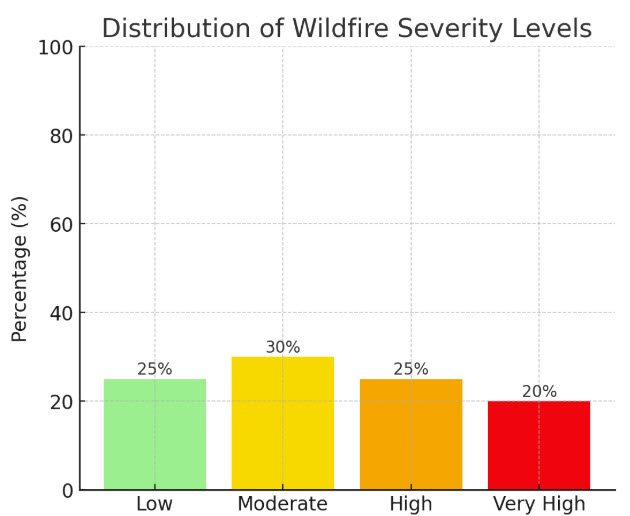 Distribution of Wildfire Severity Levels
Percentage (%)
100
80
60
40
20
0
25%
30%
25%
20%
Low
Moderate
High
Very High